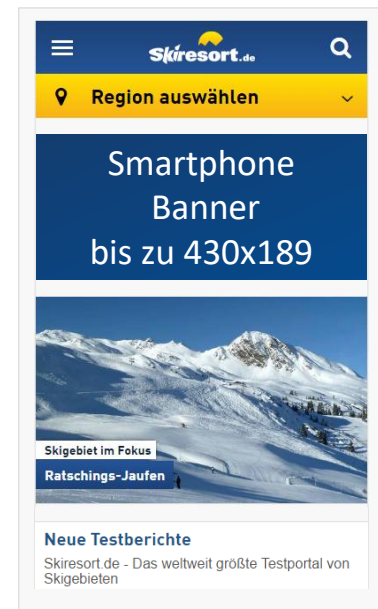 Skiresort.de
Region auswählen
Smartphone
Banner
bis zu 430x189
Skigebiet im Fokus
Ratschings-Jaufen
Neue Testberichte
Skiresort.de - Das weltweit größte Testportal von
Skigebieten